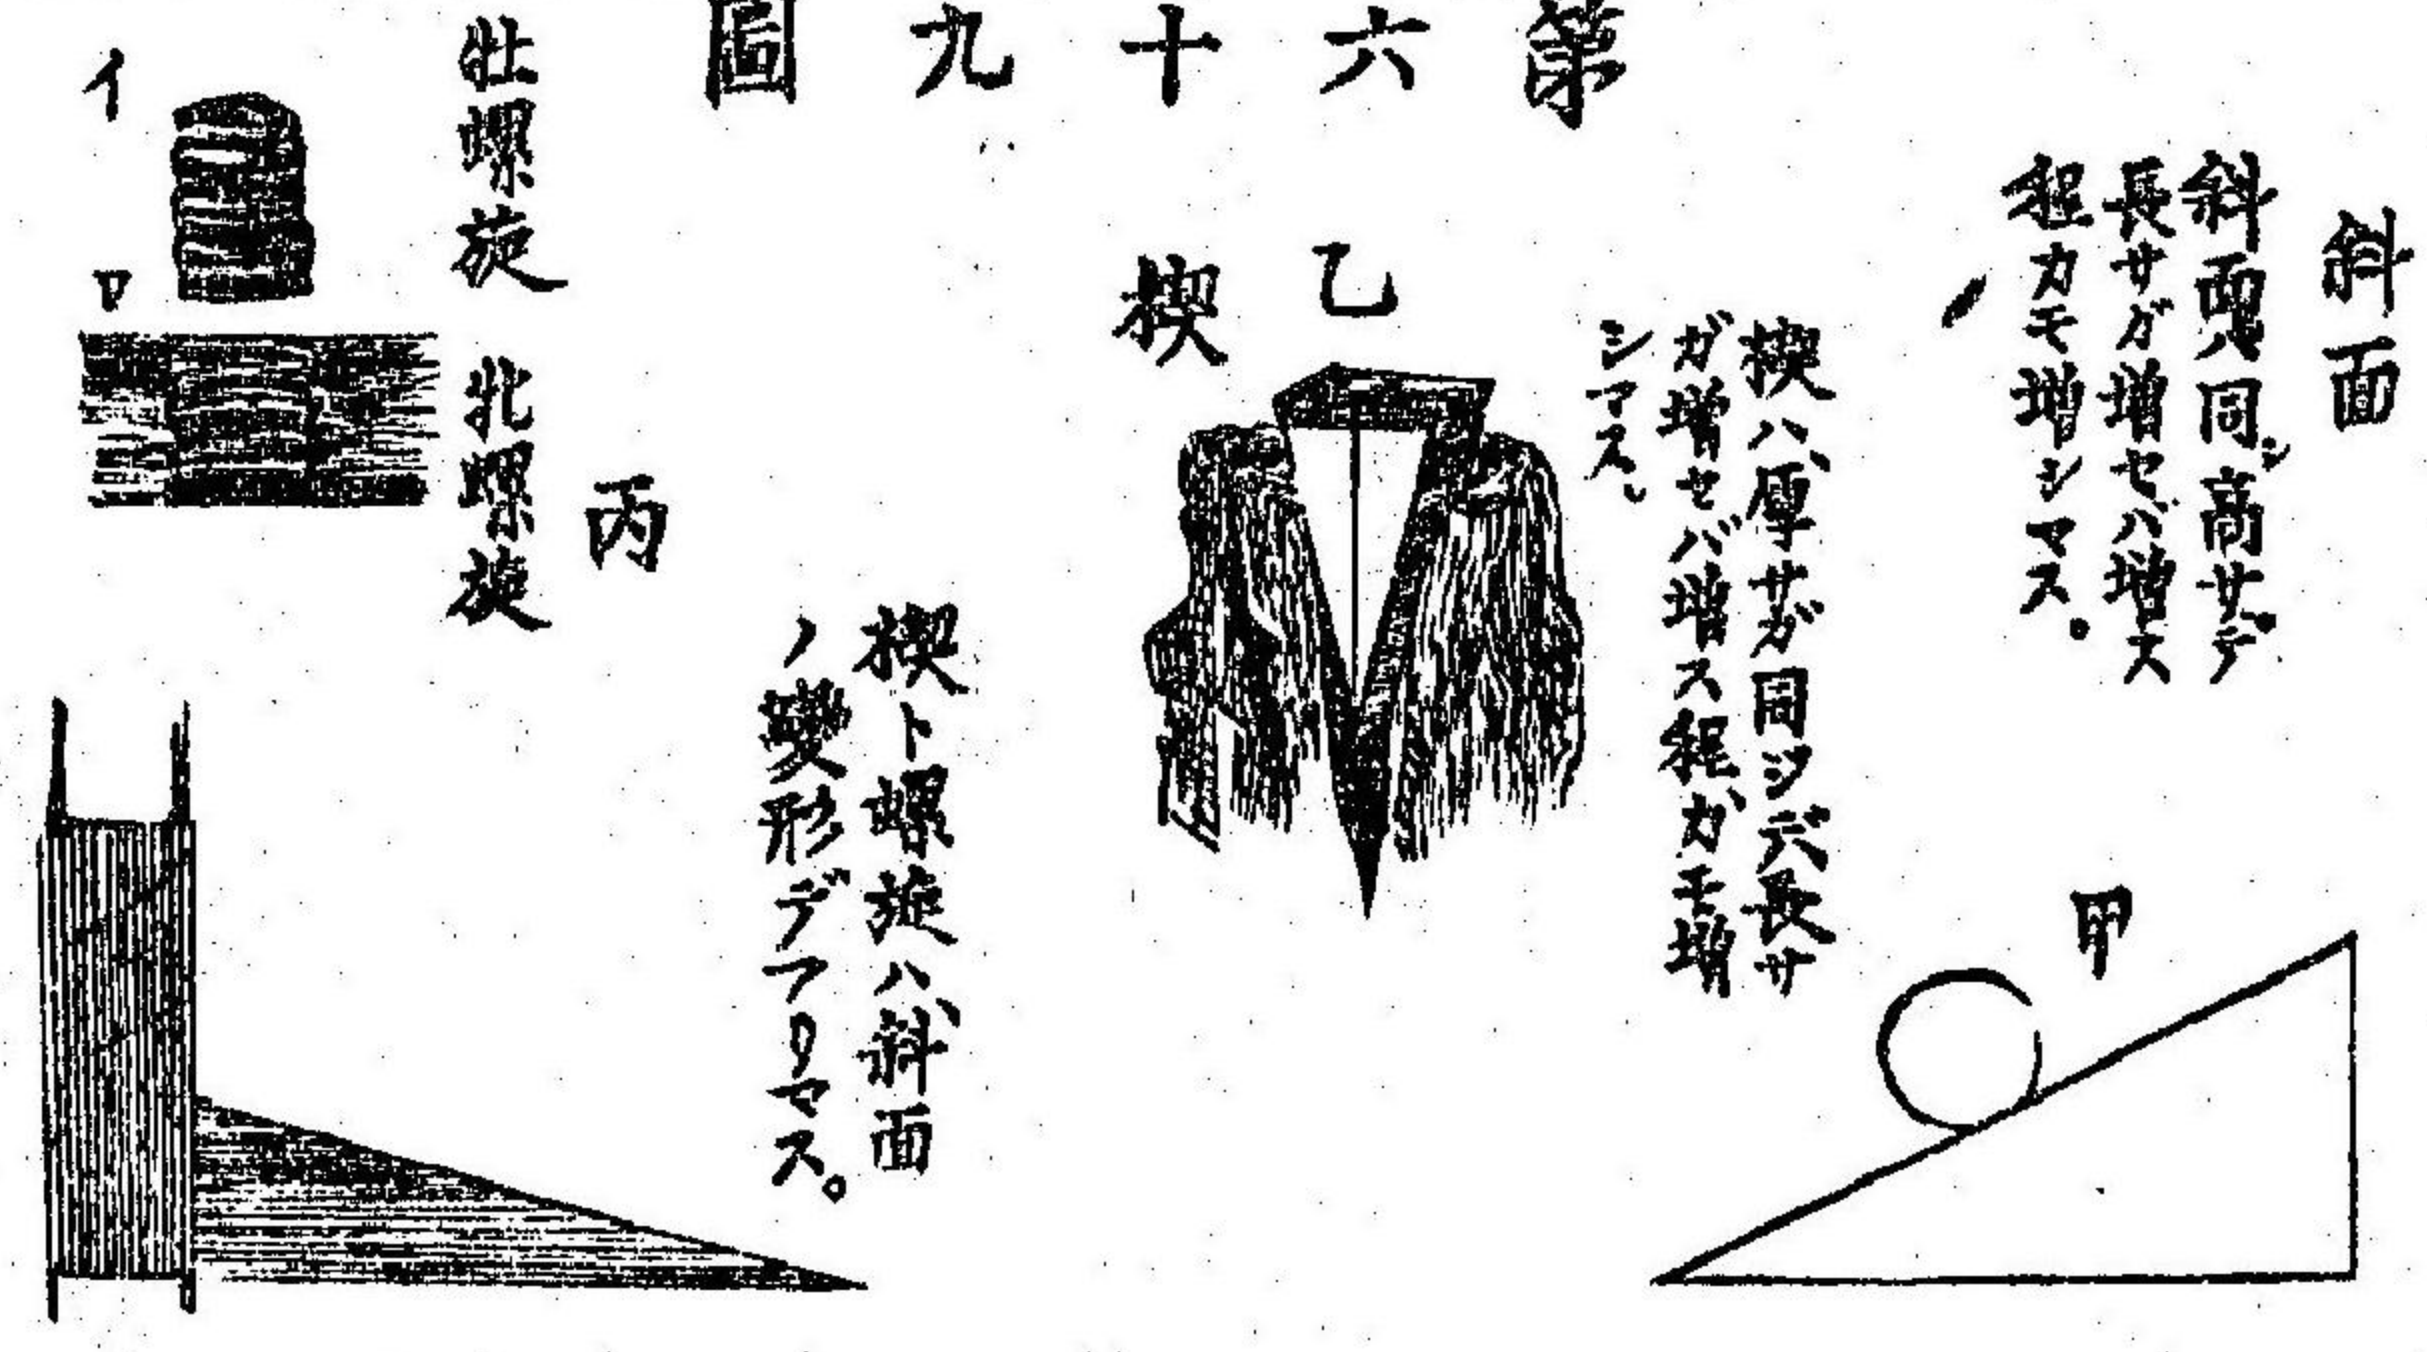 第六十九圖
斜面
斜面ハ同シ高サデ
長サガ増セバ増ス
程力モ増シマス。
甲
楔ハ、厚サガ同ジデ長サ
ガ増セバ増ス程、力モ増
シマス。
乙
楔
楔ト螺旋ハ、斜面
ノ變形デアリマス。
丙
牡螺旋
牝螺旋
イ
ロ